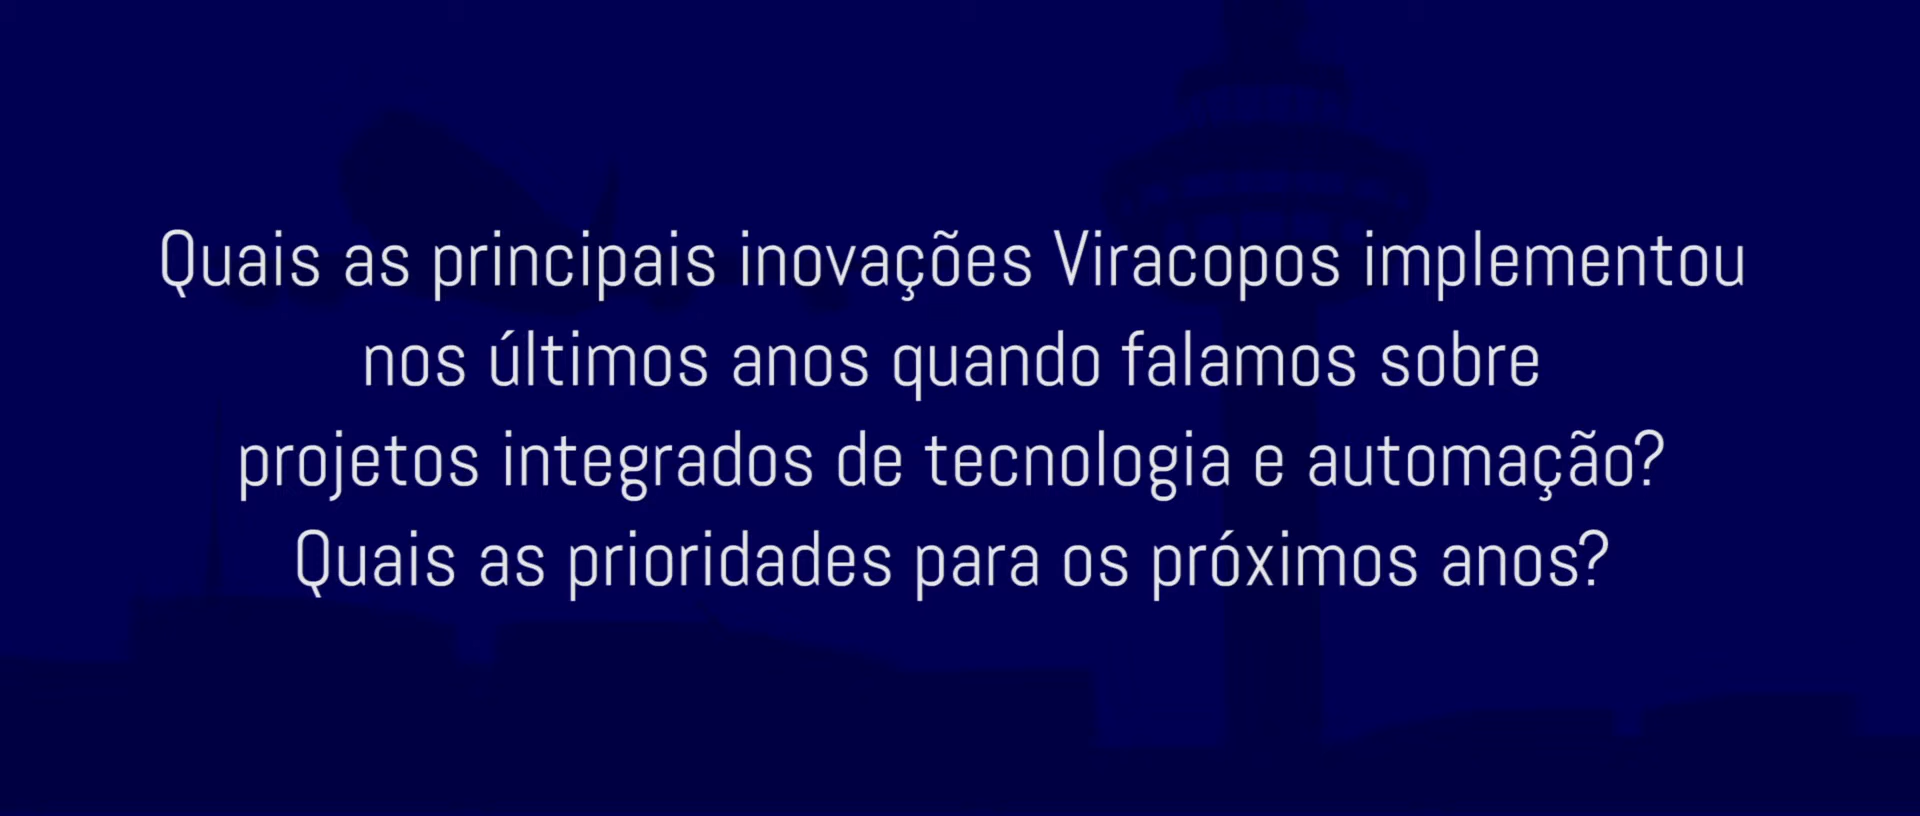 Quais as principais inovações Viracopos implementou
nos últimos anos quando falamos sobre
projetos integrados de tecnologia e automação?
Quais as prioridades para os próximos anos?